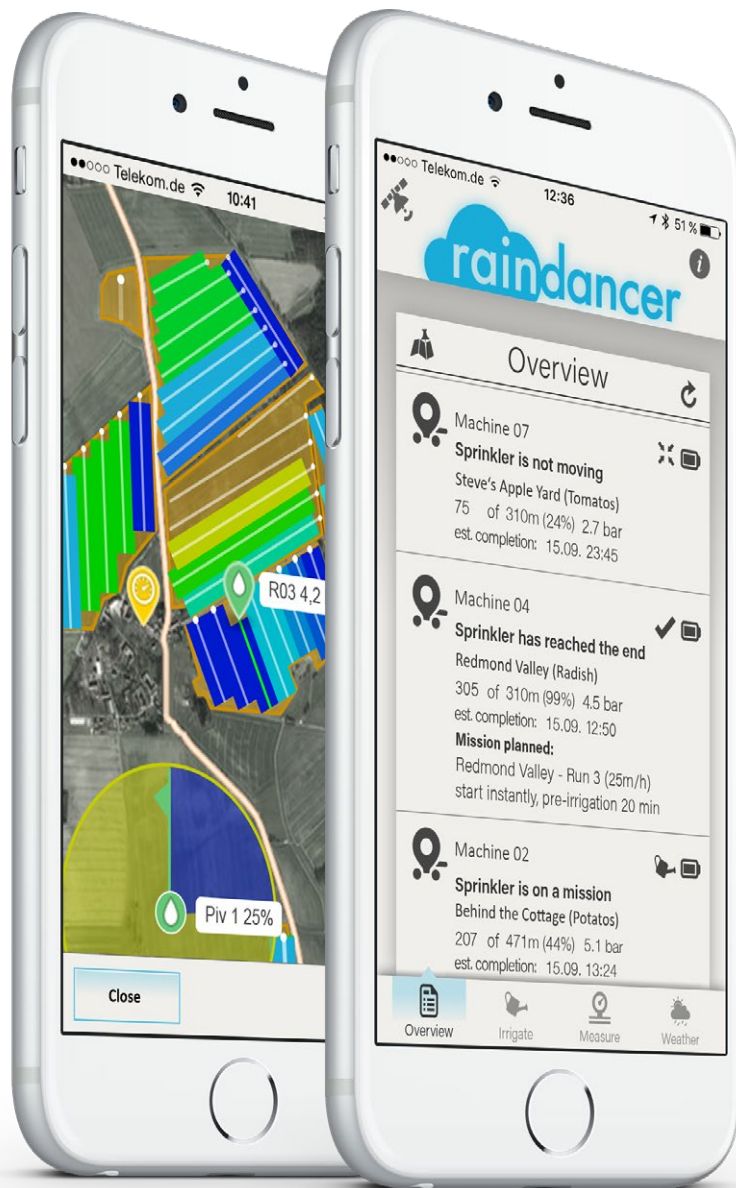 Telekom.de
10:41
R03 4,2
Piv 1 25%
Close
Telekom.de
12:36
51 %
raindancer
Overview
Machine 07
Sprinkler is not moving
Steve's Apple Yard (Tomatos)
75 of 310m (24%) 2.7 bar
est. completion: 15.09. 23:45
Machine 04
Sprinkler has reached the end
Redmond Valley (Radish)
305 of 310m (99%) 4.5 bar
est. completion: 15.09. 12:50
Mission planned:
Redmond Valley - Run 3 (25m/h)
start instantly, pre-irrigation 20 min
Machine 02
Sprinkler is on a mission
Behind the Cottage (Potatos)
207 of 471m (44%) 5.1 bar
est. completion: 15.09. 13:24
Overview
Irrigate
Measure
Weather